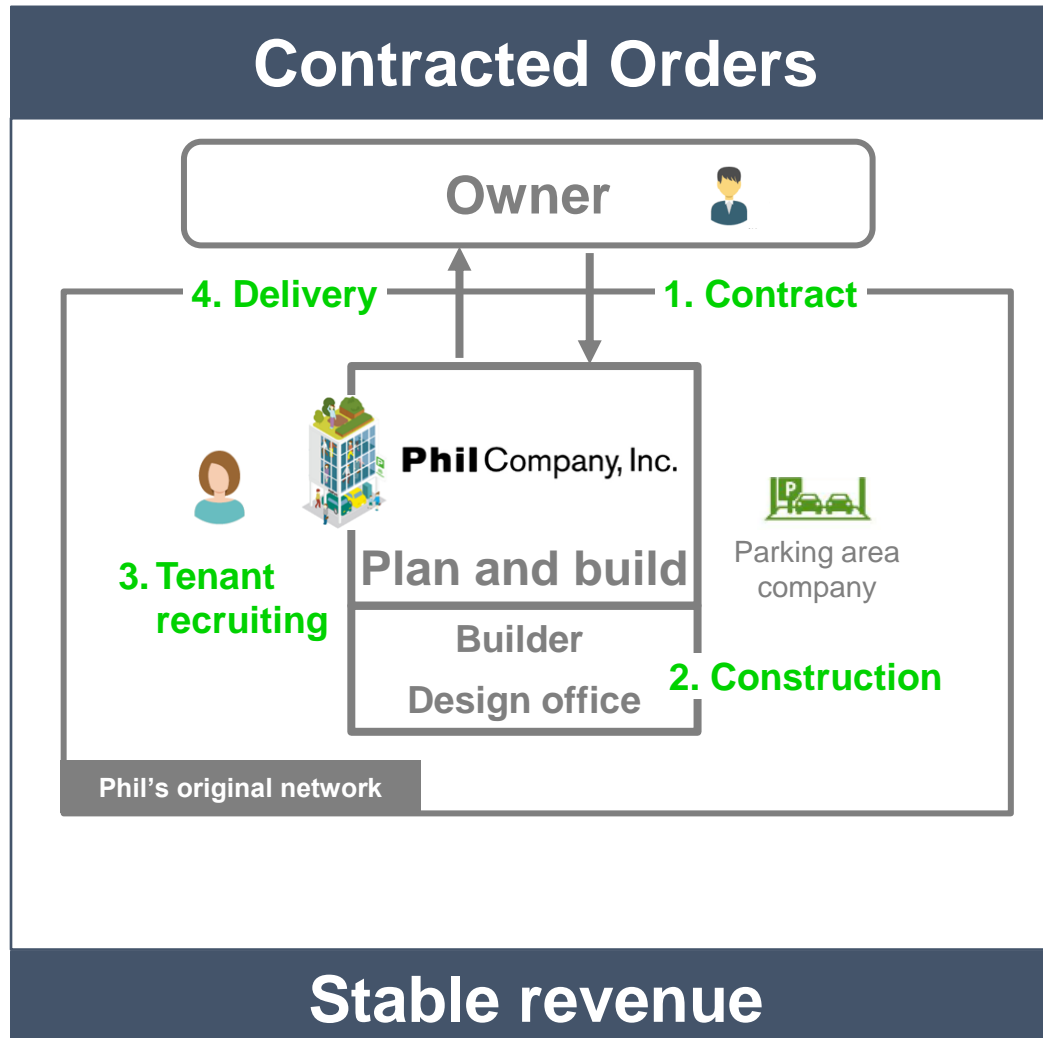 Contracted Orders
Owner
4. Delivery
1. Contract
Phil Company, Inc.
P
Plan and build
Parking area
company
3. Tenant
recruiting
Builder
Design office
2. Construction
Phil’s original network
Stable revenue